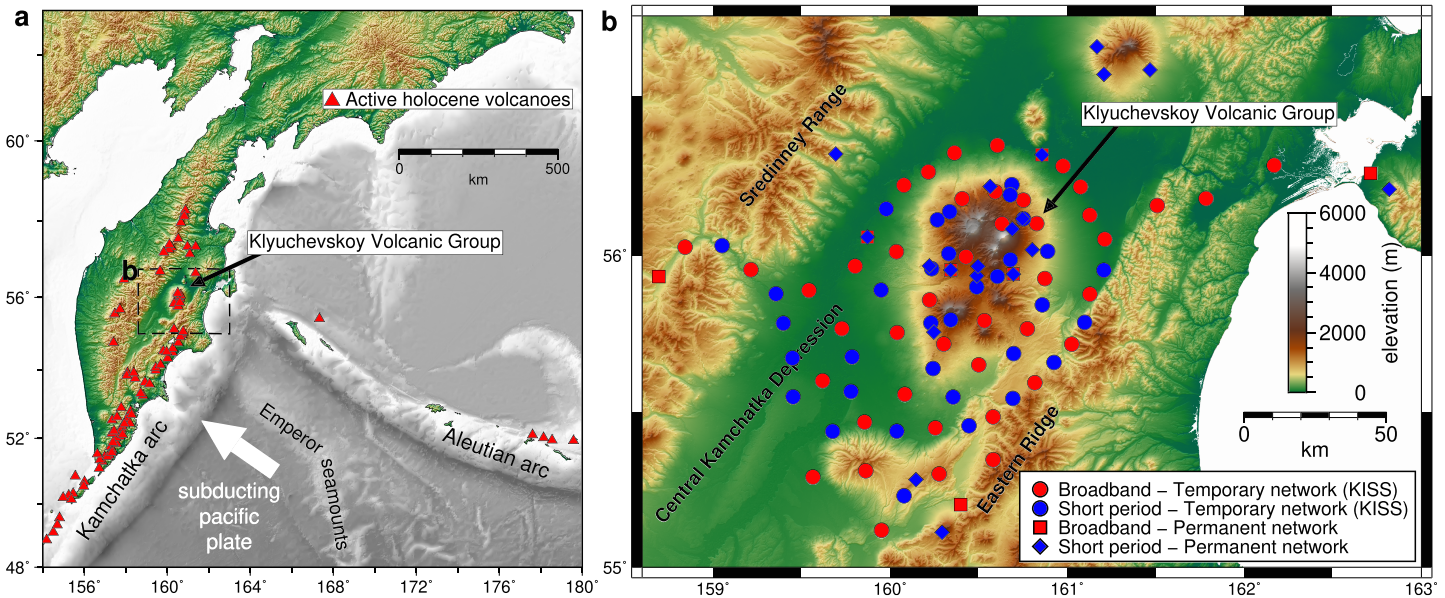 a
Active holocene volcanoes
0
500
km
60°
Klyuchevskoy Volcanic Group
b
56°
52°
48°
Kamchatka arc
Emperor seamounts
Aleutian arc
subducting
pacific
plate
156
160
164
168
172
176
180
b
Sredinney Range
Klyuchevskoy Volcanic Group
56°
55°
Central Kamchatka Depression
Eastern Ridge
6000
4000
2000
0
elevation (m)
0
50
km
Broadband – Temporary network (KISS)
Short period – Temporary network (KISS)
Broadband – Permanent network
Short period – Permanent network
159°
160°
161°
162°
163°